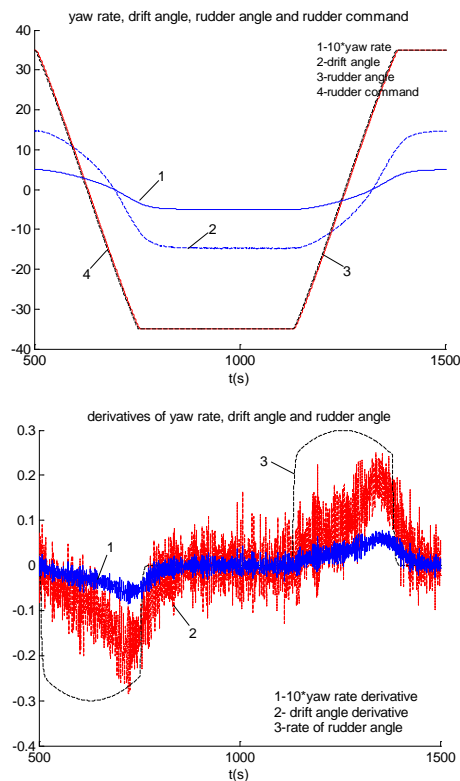 yaw rate, drift angle, rudder angle and rudder command
40
30
20
10
0
-10
-20
-30
-40
1-10*yaw rate
2-drift angle
3-rudder angle
4-rudder command
1
2
4
3
500
1000
1500
t(s)
derivatives of yaw rate, drift angle and rudder angle
0.3
0.2
0.1
0
-0.1
-0.2
-0.3
-0.4
3
1
2
1-10*yaw rate derivative
2- drift angle derivative
3-rate of rudder angle
500
1000
1500
t(s)